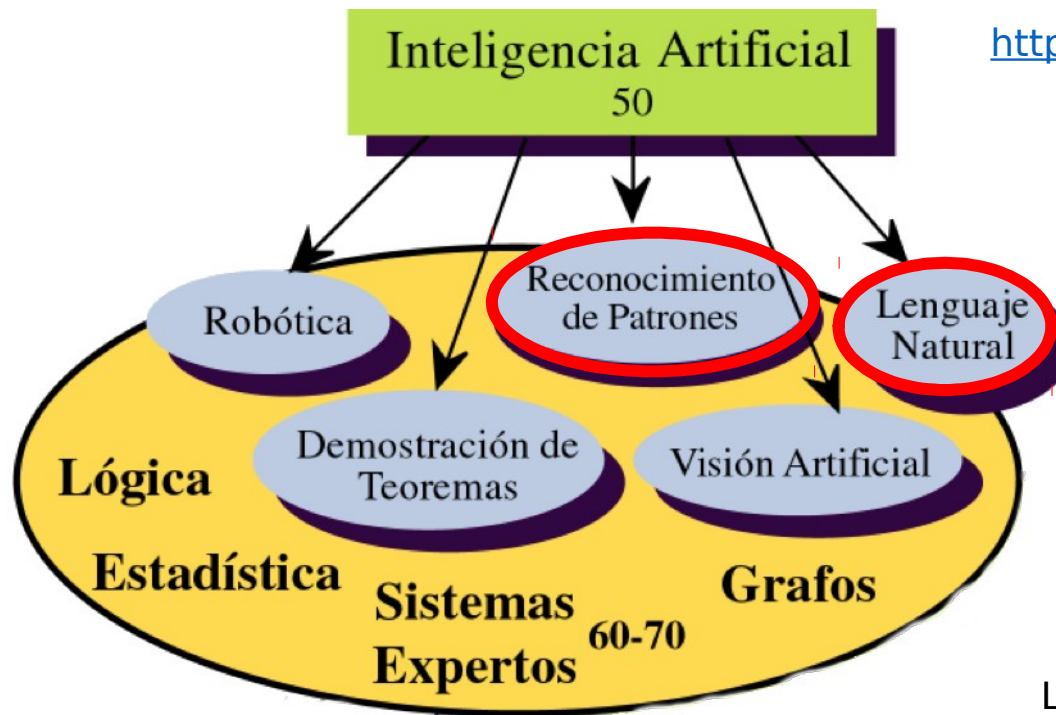 Inteligencia Artificial
50
http
Robótica
Reconocimiento
de Patrones
Lenguaje
Natural
Demostración de
Teoremas
Visión Artificial
Lógica
Estadística
Sistemas
Expertos
60-70
Grafos
L